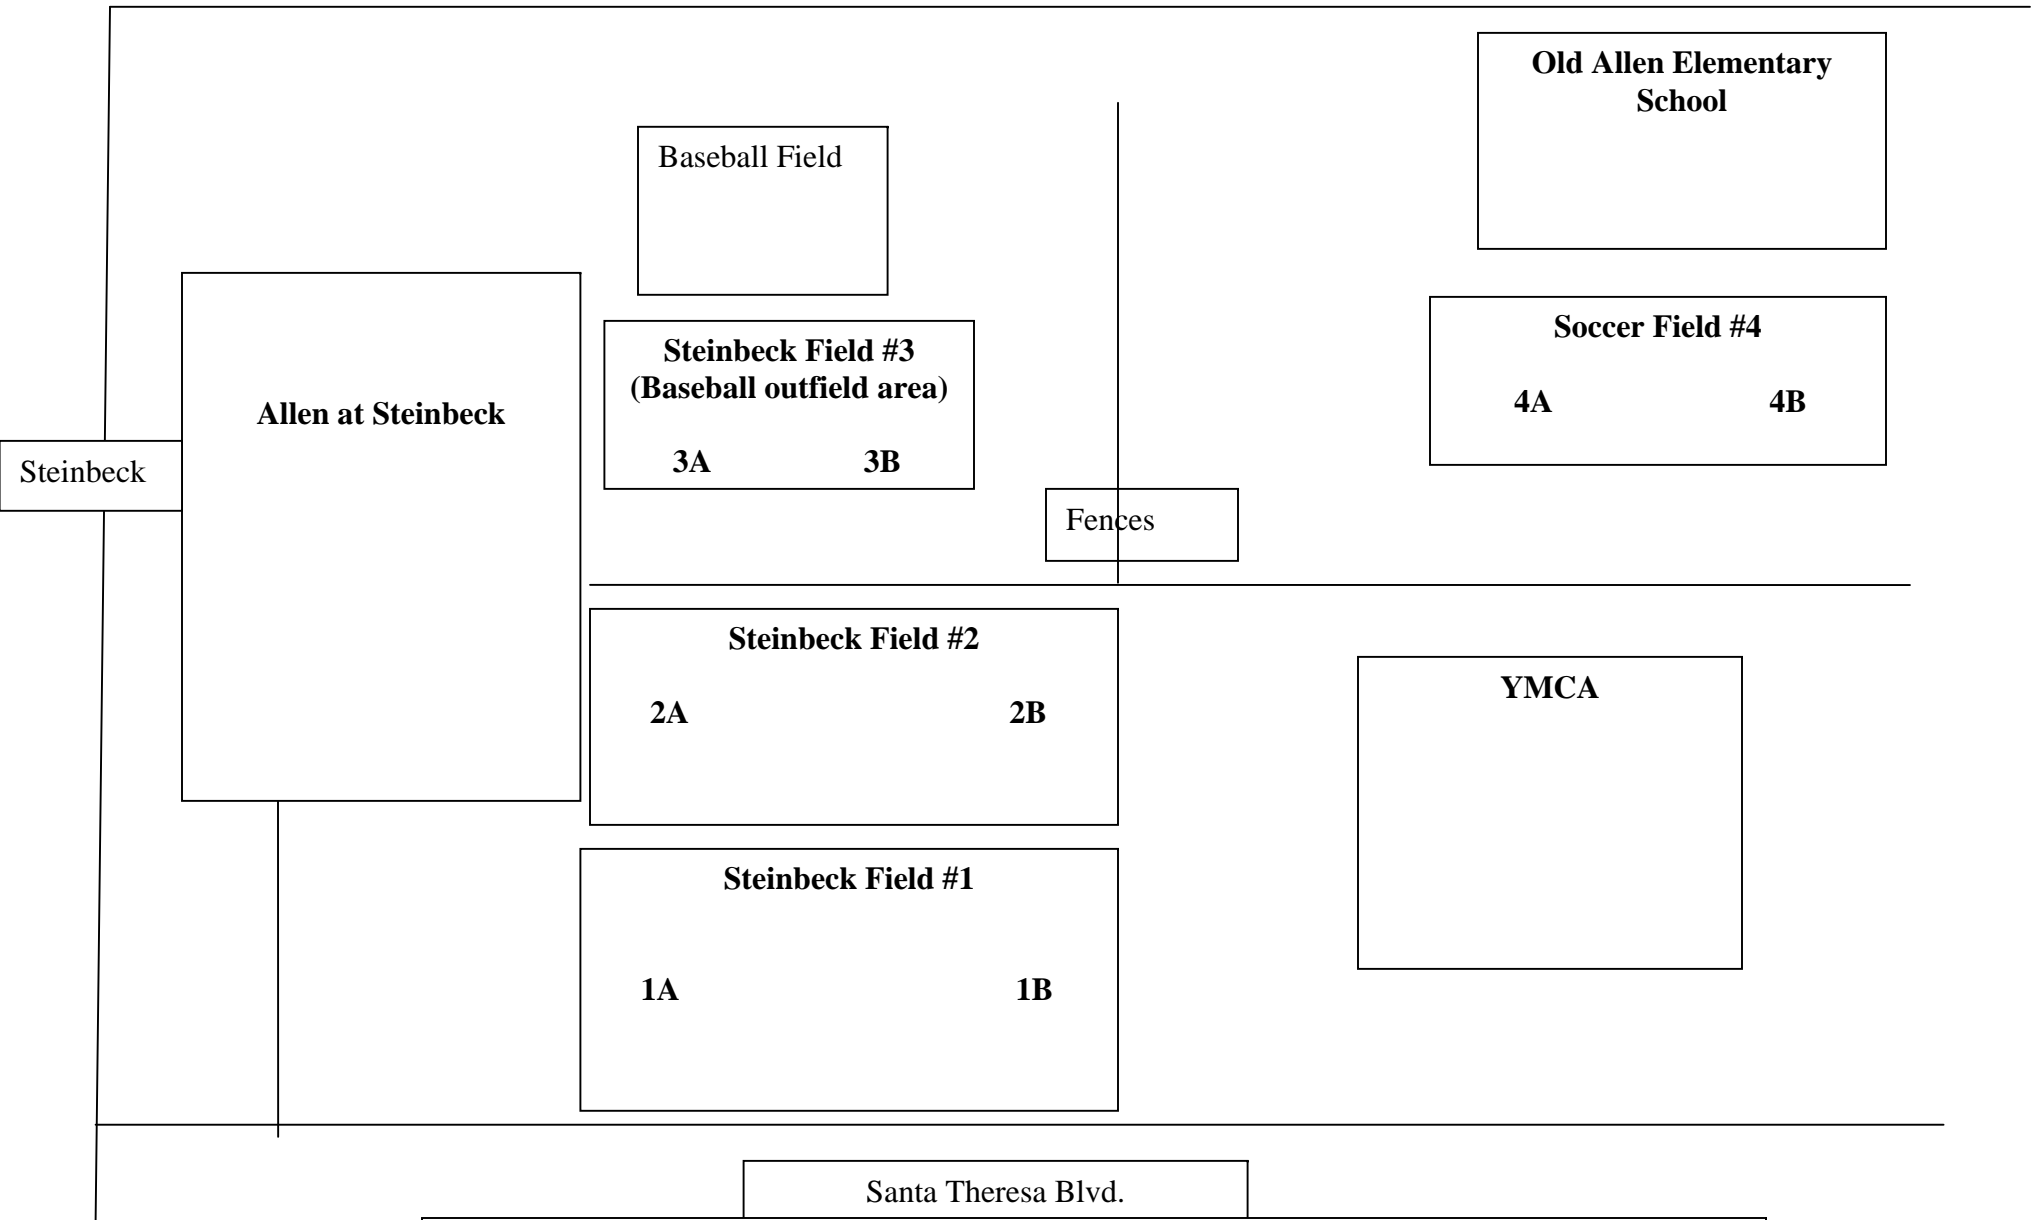 Old Allen Elementary
School
Baseball Field
Soccer Field #4
4A 4B
Steinbeck Field #3
(Baseball outfield area)
3A 3B
Allen at Steinbeck
Steinbeck
Fences
Steinbeck Field #2
2A 2B
YMCA
Steinbeck Field #1
1A 1B
Santa Theresa Blvd.